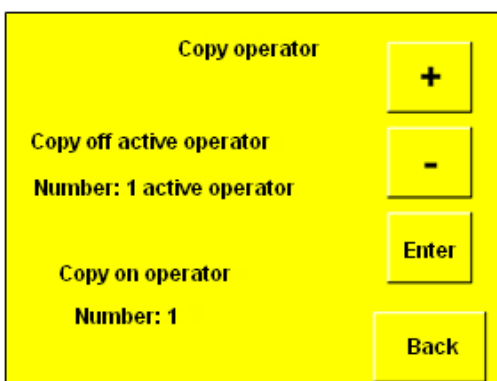 Copy operator
+
Copy off active operator
-
Number: 1 active operator
Enter
Copy on operator
Number: 1
Back